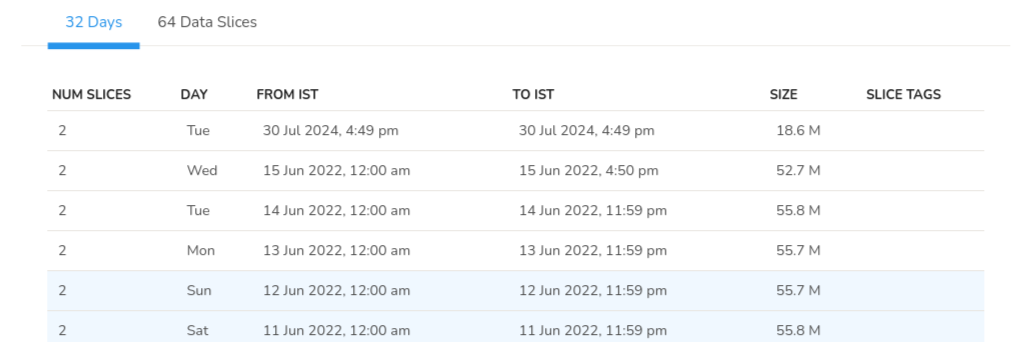 32 Days 64 Data Slices
NUM SLICES DAY FROM IST TO IST SIZE SLICE TAGS
2 Tue 30 Jul 2024, 4:49 pm 30 Jul 2024, 4:49 pm 18.6 M
2 Wed 15 Jun 2022, 12:00 am 15 Jun 2022, 4:50 pm 52.7 M
2 Tue 14 Jun 2022, 12:00 am 14 Jun 2022, 11:59 pm 55.8 M
2 Mon 13 Jun 2022, 12:00 am 13 Jun 2022, 11:59 pm 55.7 M
2 Sun 12 Jun 2022, 12:00 am 12 Jun 2022, 11:59 pm 55.7 M
2 Sat 11 Jun 2022, 12:00 am 11 Jun 2022, 11:59 pm 55.8 M